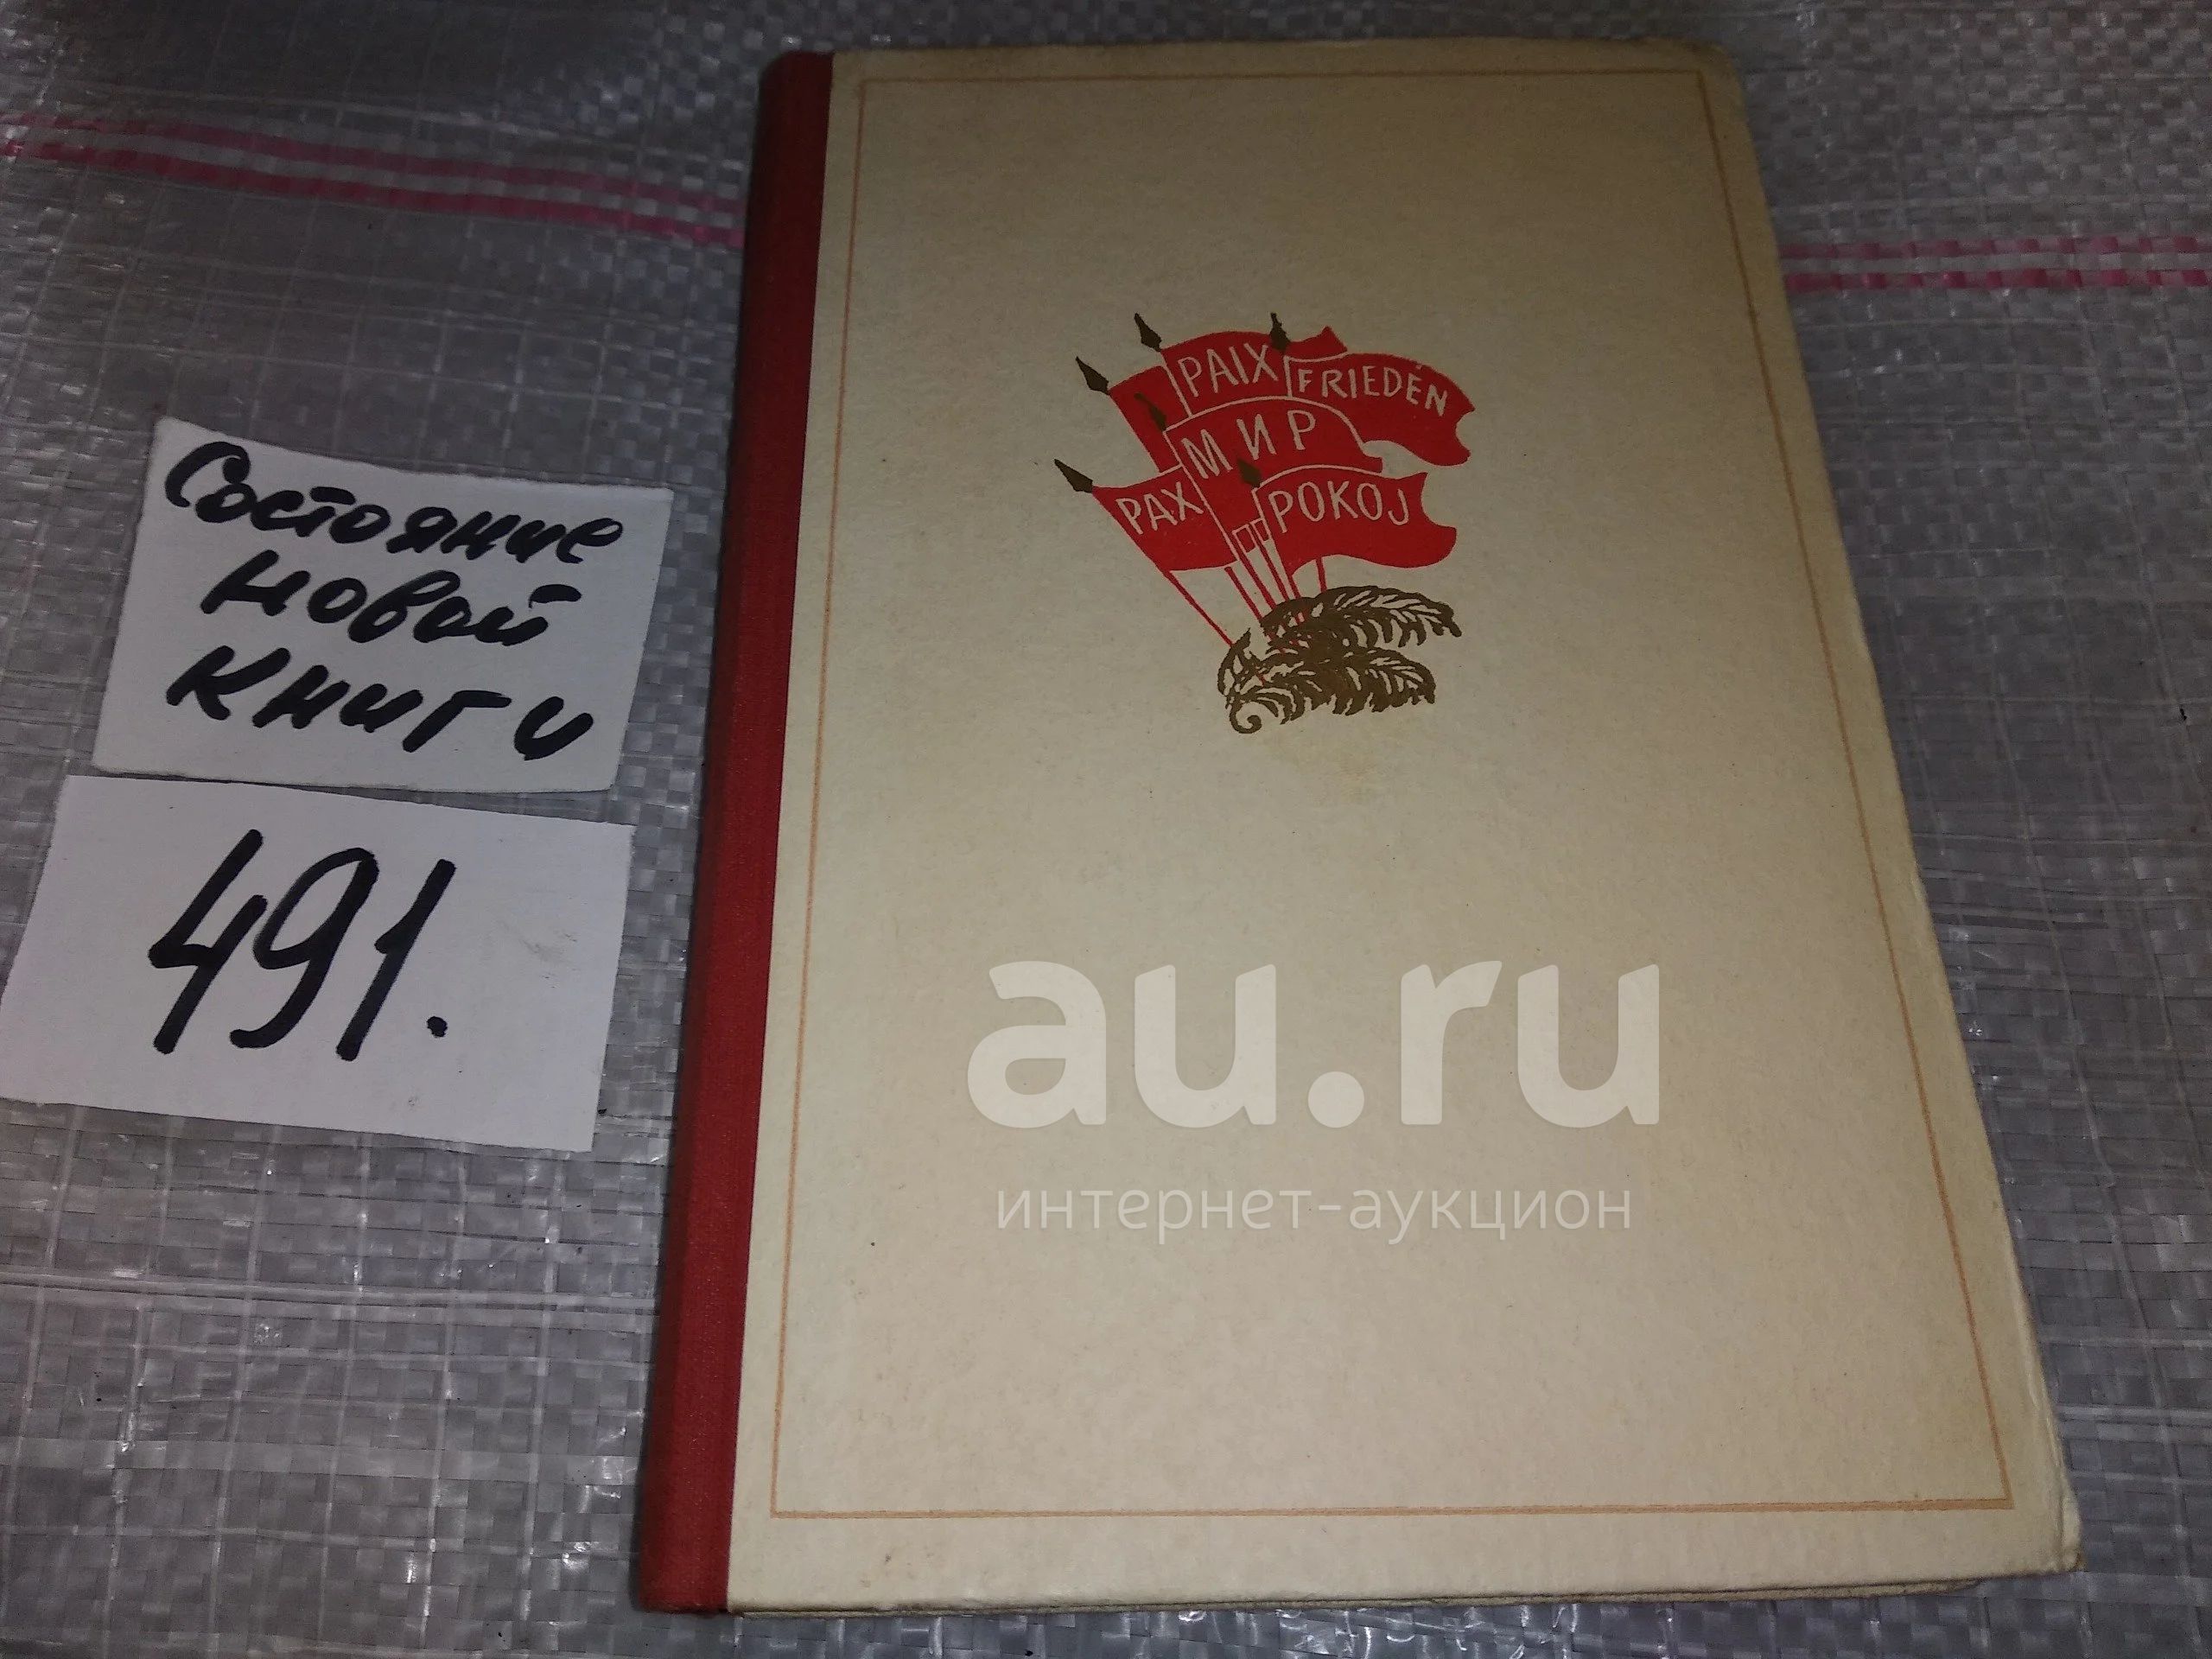 Состояние
новой
книги
491.
PAIX
FRIEDEN
МИР
PAX
POKOJ
au.ru
интернет-аукцион